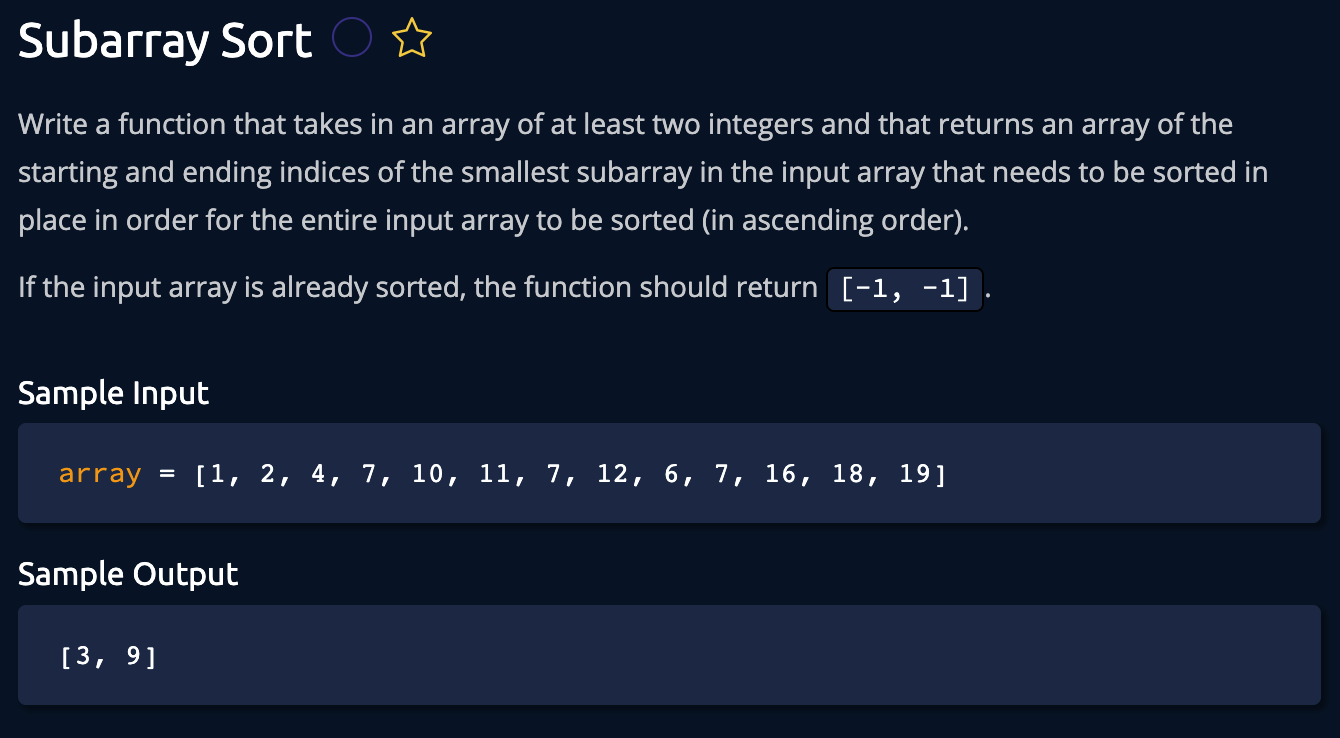 Subarray Sort
Write a function that takes in an array of at least two integers and that returns an array of the
starting and ending indices of the smallest subarray in the input array that needs to be sorted in
place in order for the entire input array to be sorted (in ascending order).
If the input array is already sorted, the function should return [-1, -1].
Sample Input
array = [1, 2, 4, 7, 10, 11, 7, 12, 6, 7, 16, 18, 19]
Sample Output
[3, 9]